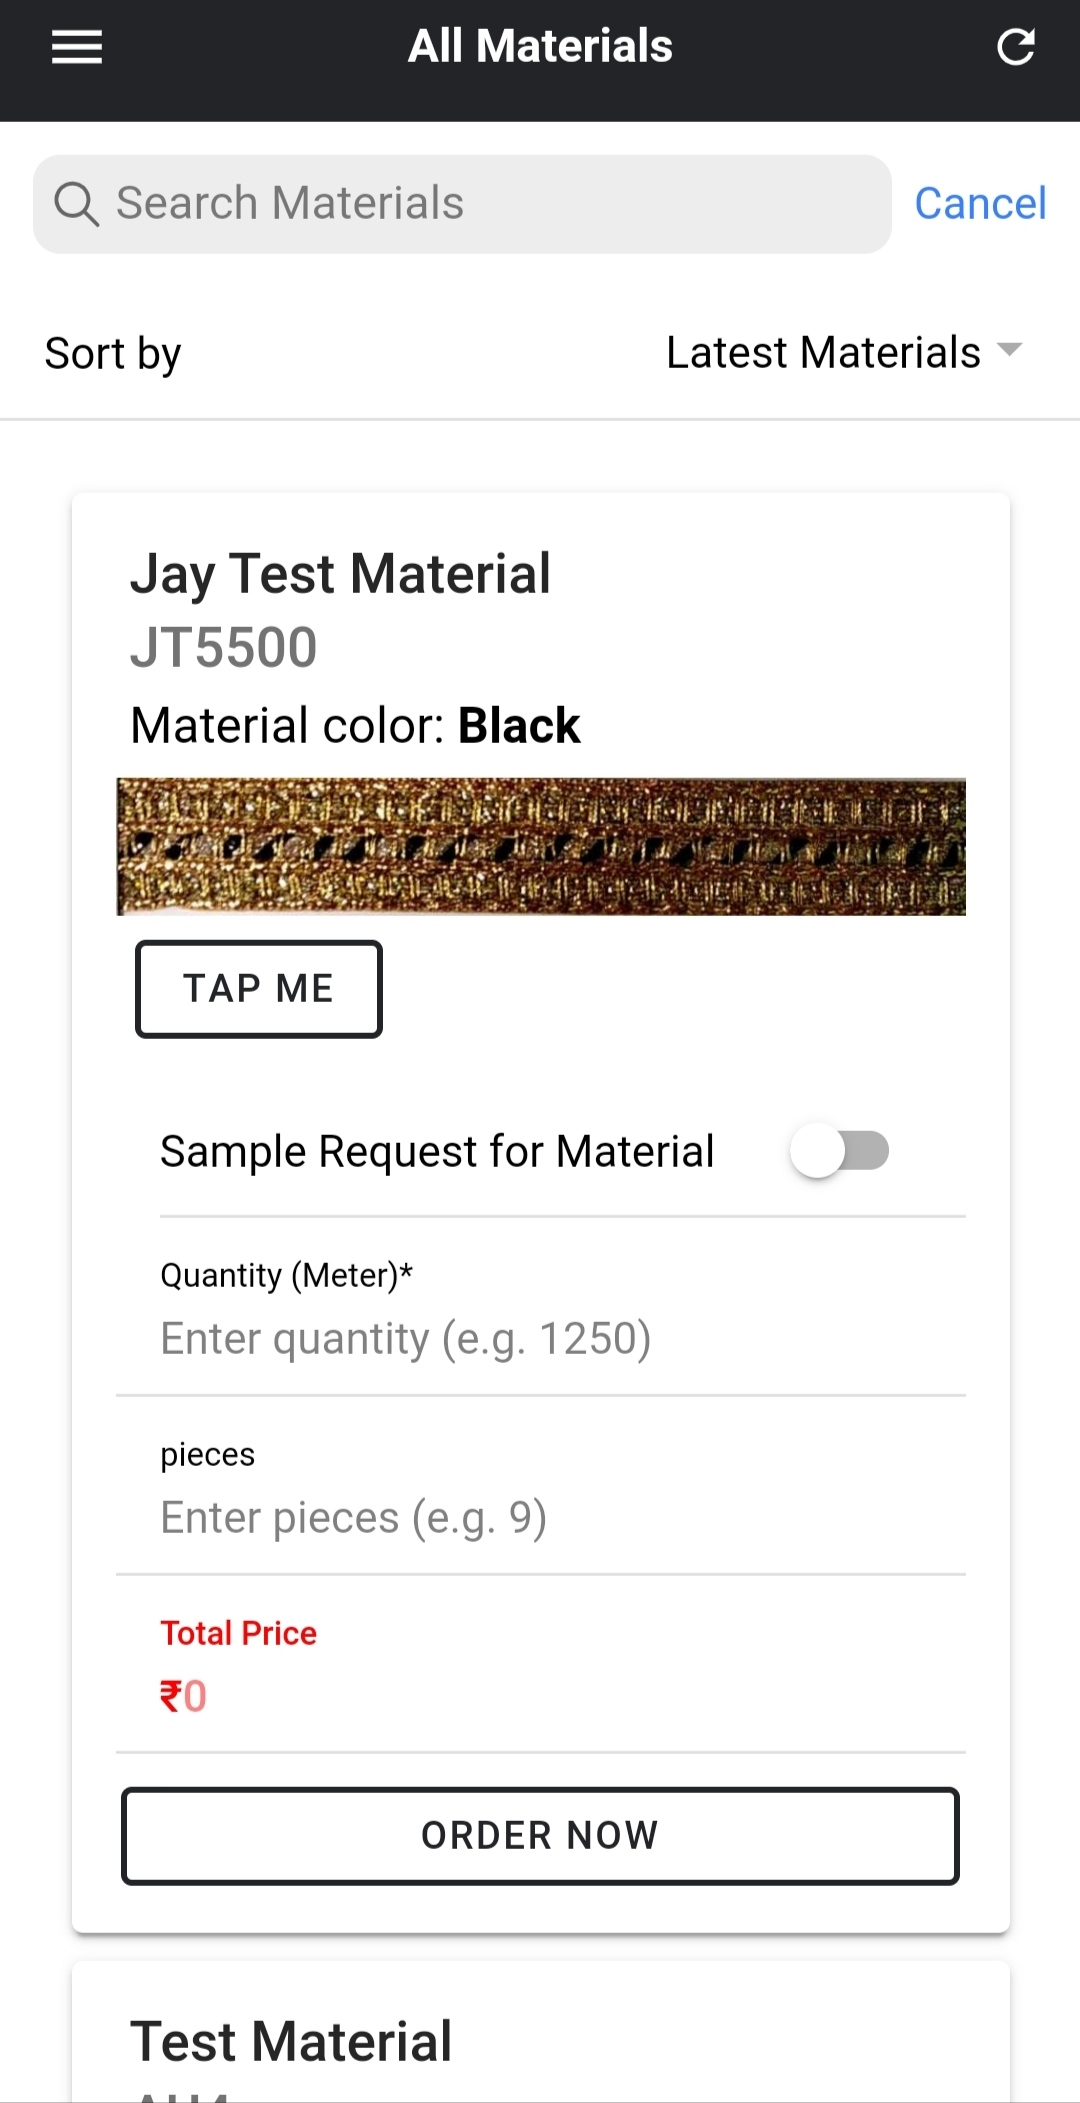 All Materials
Search Materials
Cancel
Sort by
Latest Materials
Jay Test Material
JT5500
Material color: Black
TAP ME
Sample Request for Material
Quantity (Meter)*
Enter quantity (e.g. 1250)
pieces
Enter pieces (e.g. 9)
Total Price
₹0
ORDER NOW
Test Material